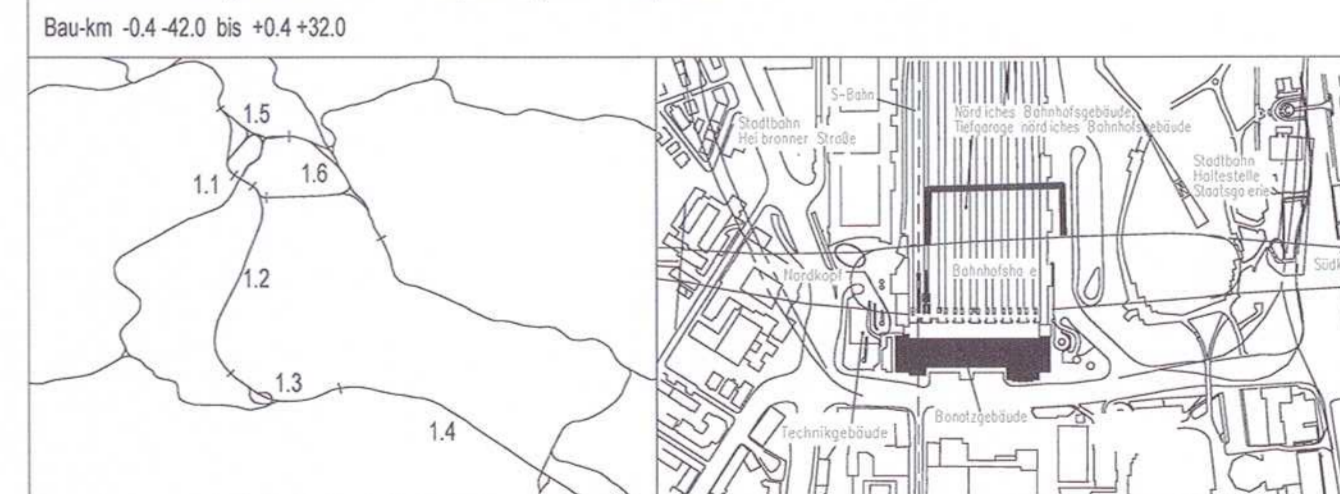 Bau-km -0.4 -42.0 bis +0.4 +32.0
1.5
1.6
1.1
1.2
1.3
1.4
S-Bahn
Nörd iches Bahnhofsgebäude,
Tiefgarage nörd iches Bahnhofsgebäude
Stadtbahn
Hei bronner Straße
Stadtbahn
Haltestelle
Staatsga erie
Nordkopf
Bahnhofsha e
Südk
Technikgebäude
Bonatzgebäude